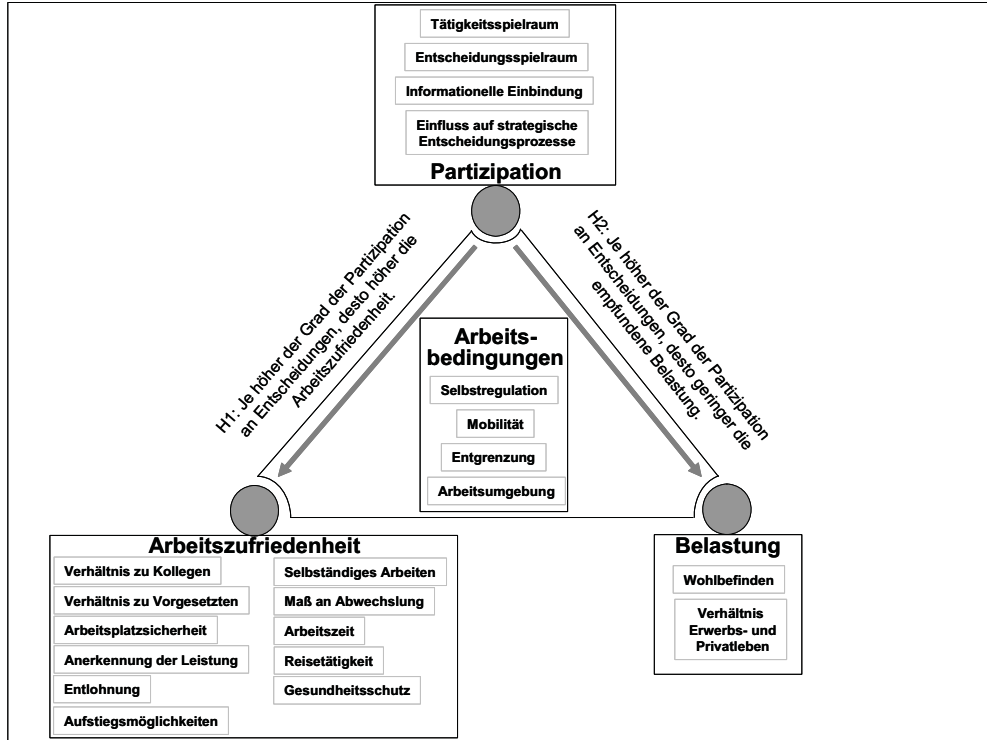 Tätigkeitsspielraum
Entscheidungsspielraum
Informationelle Einbindung
Einfluss auf strategische
Entscheidungsprozesse
Partizipation
H1: Je höher der Grad der Partizipation
an Entscheidungen, desto höher die
Arbeitszufriedenheit.
H2: Je höher der Grad der Partizipation
an Entscheidungen, desto geringer die
empfundene Belastung.
Arbeits-
bedingungen
Selbstregulation
Mobilität
Entgrenzung
Arbeitsumgebung
Arbeitszufriedenheit
Verhältnis zu Kollegen
Verhältnis zu Vorgesetzten
Arbeitsplatzsicherheit
Anerkennung der Leistung
Entlohnung
Aufstiegsmöglichkeiten
Selbständiges Arbeiten
Maß an Abwechslung
Arbeitszeit
Reisetätigkeit
Gesundheitsschutz
Belastung
Wohlbefinden
Verhältnis
Erwerbs- und
Privatleben